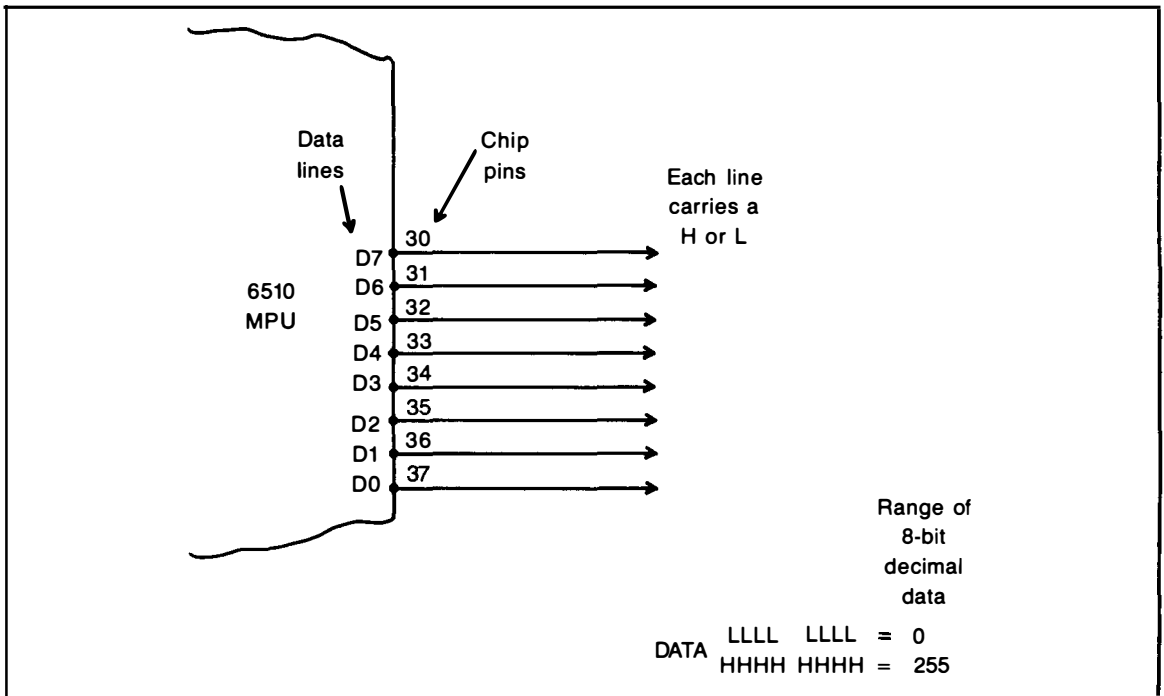 Data
lines
Chip
pins
Each line
carries a
H or L
6510
MPU
D7 30
D6 31
D5 32
D4 33
D3 34
D2 35
D1 36
D0 37
Range of
8-bit
decimal
data
DATA LLLL LLLL = 0
HHHH HHHH = 255